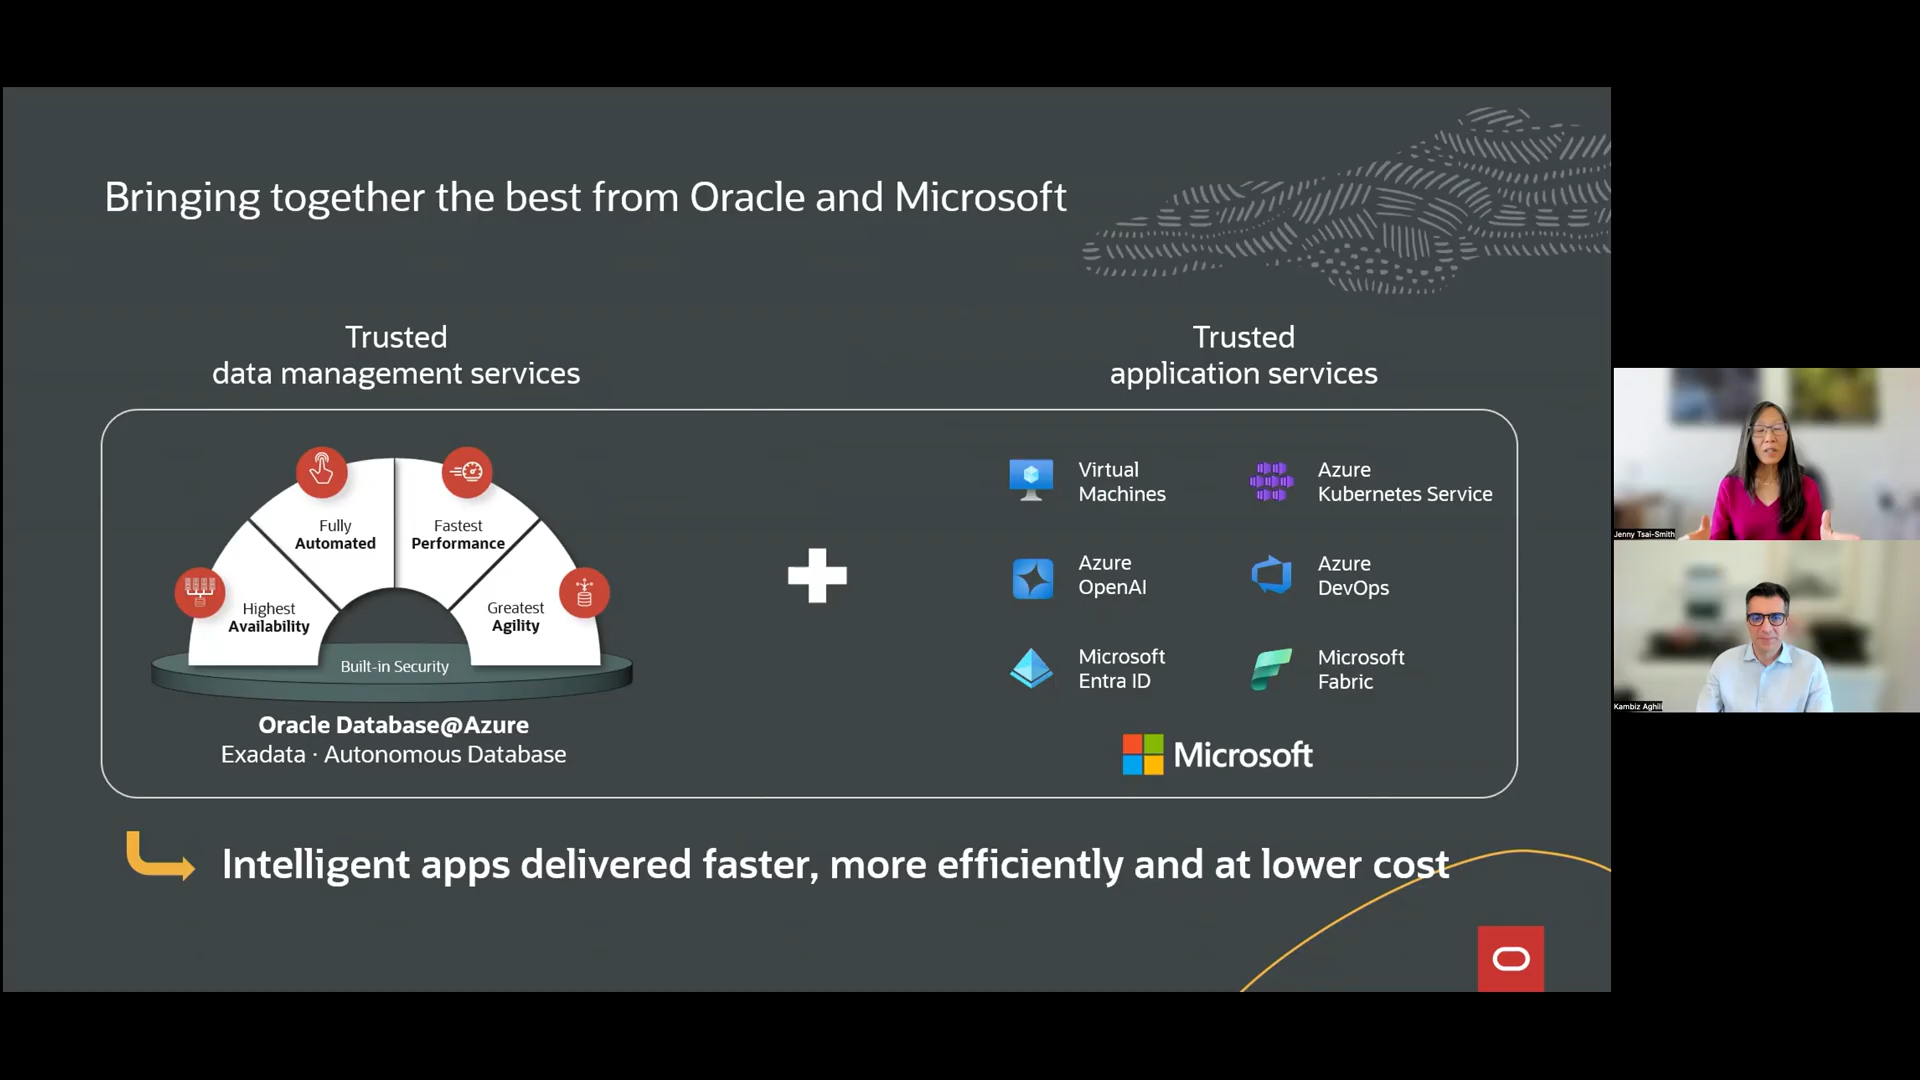 Bringing together the best from Oracle and Microsoft
Trusted
data management services
Trusted
application services
Fully
Automated
Fastest
Performance
Highest
Availability
Greatest
Agility
Built-in Security
Oracle Database@Azure
Exadata · Autonomous Database
Virtual
Machines
Azure
Kubernetes Service
Azure
OpenAI
Azure
DevOps
Microsoft
Entra ID
Microsoft
Fabric
Microsoft
Intelligent apps delivered faster, more efficiently and at lower cost
Jenny Tsai-Smith
Kambiz Aghili